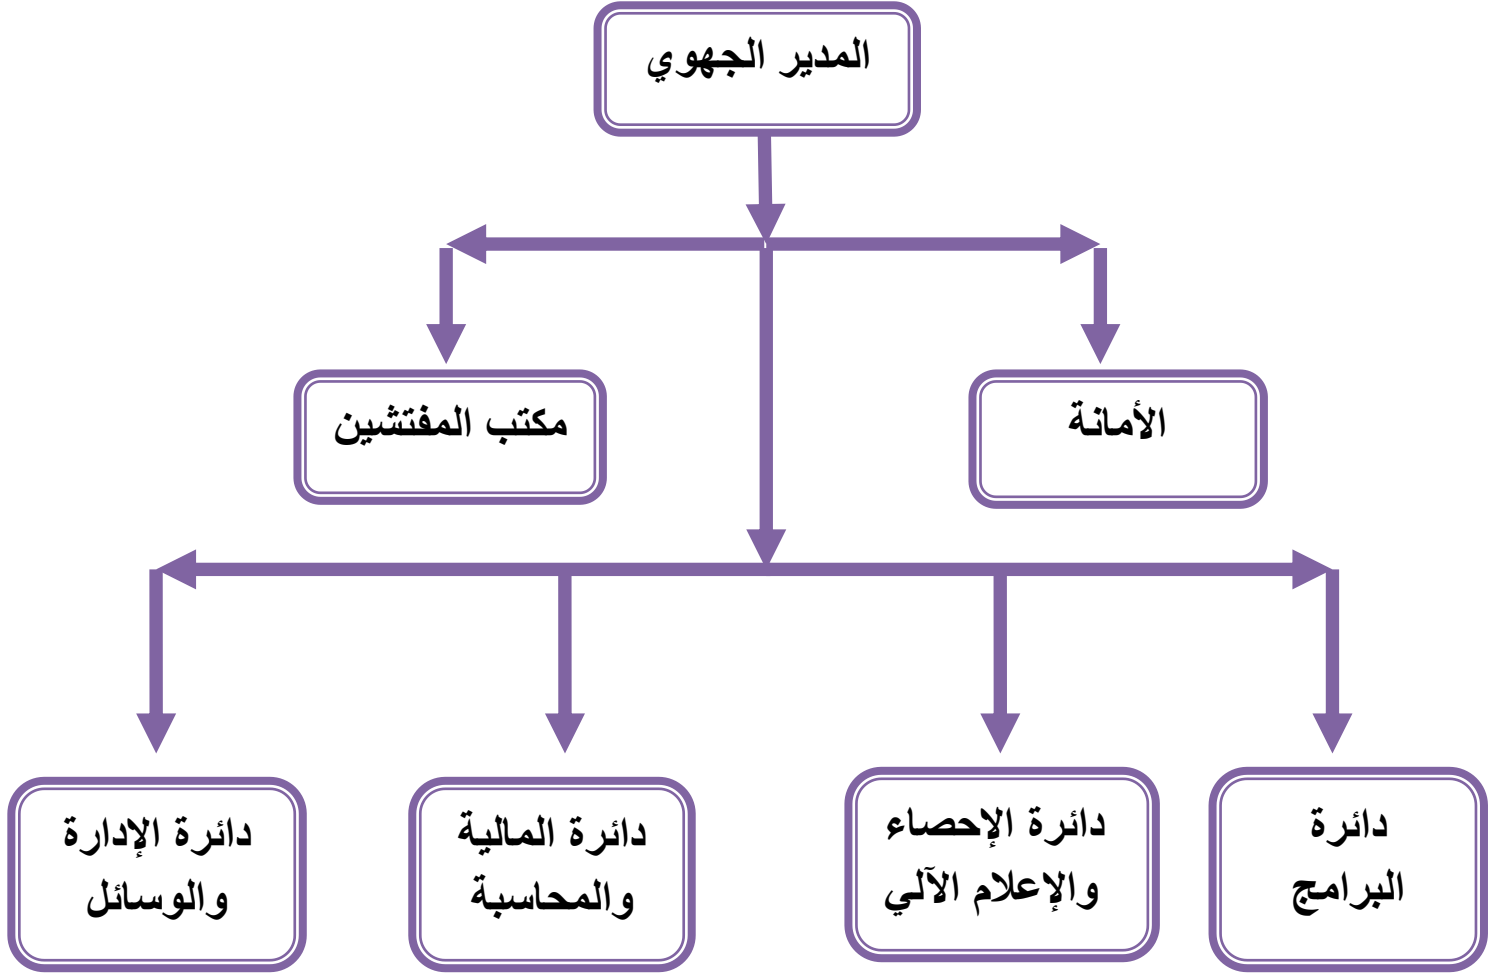 المدير الجهوي
الأمانة
مكتب المفتشين
دائرة
البرامج
دائرة الإحصاء
والإعلام الآلي
دائرة المالية
والمحاسبة
دائرة الإدارة
والوسائل